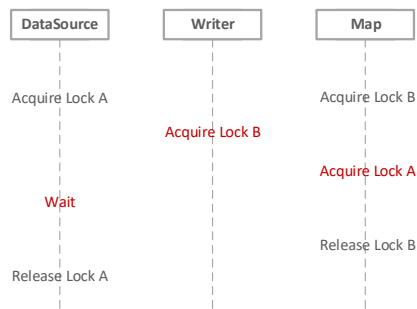 DataSource
Writer
Map
Acquire Lock A
Acquire Lock B
Acquire Lock B
Acquire Lock A
Wait
Release Lock B
Release Lock A